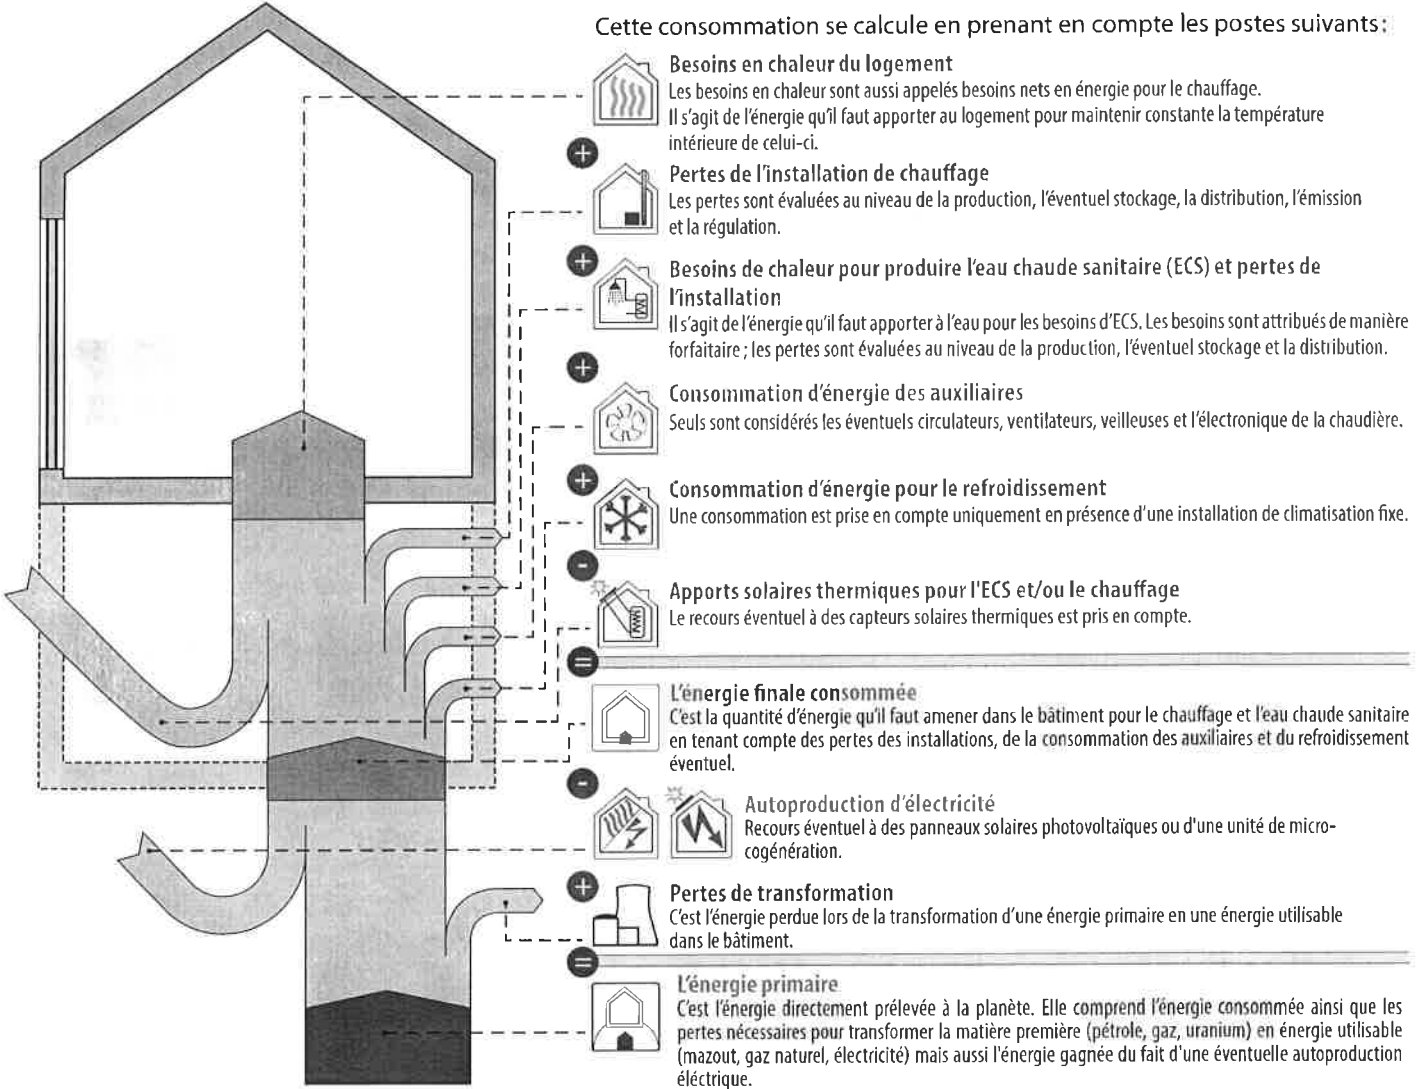 Cette consommation se calcule en prenant en compte les postes suivants:
Besoins en chaleur du logement
Les besoins en chaleur sont aussi appelés besoins nets en énergie pour le chauffage.
Il s'agit de l'énergie qu'il faut apporter au logement pour maintenir constante la température
intérieure de celui-ci.
+
Pertes de l'installation de chauffage
Les pertes sont évaluées au niveau de la production, l'éventuel stockage, la distribution, l'émission
et la régulation.
+
Besoins de chaleur pour produire l'eau chaude sanitaire (ECS) et pertes de
l'installation
Il s'agit de l'énergie qu'il faut apporter à l'eau pour les besoins d'ECS. Les besoins sont attribués de manière
forfaitaire ; les pertes sont évaluées au niveau de la production, l'éventuel stockage et la distribution.
+
Consommation d'énergie des auxiliaires
Seuls sont considérés les éventuels circulateurs, ventilateurs, veilleuses et l'électronique de la chaudière.
+
Consommation d'énergie pour le refroidissement
Une consommation est prise en compte uniquement en présence d'une installation de climatisation fixe.
-
Apports solaires thermiques pour l'ECS et/ou le chauffage
Le recours éventuel à des capteurs solaires thermiques est pris en compte.
=
L'énergie finale consommée
C'est la quantité d'énergie qu'il faut amener dans le bâtiment pour le chauffage et l'eau chaude sanitaire
en tenant compte des pertes des installations, de la consommation des auxiliaires et du refroidissement
éventuel.
-
Autoproduction d'électricité
Recours éventuel à des panneaux solaires photovoltaïques ou d'une unité de micro-
cogénération.
+
Pertes de transformation
C'est l'énergie perdue lors de la transformation d'une énergie primaire en une énergie utilisable
dans le bâtiment.
=
L'énergie primaire
C'est l'énergie directement prélevée à la planète. Elle comprend l'énergie consommée ainsi que les
pertes nécessaires pour transformer la matière première (pétrole, gaz, uranium) en énergie utilisable
(mazout, gaz naturel, électricité) mais aussi l'énergie gagnée du fait d'une éventuelle autoproduction
électrique.